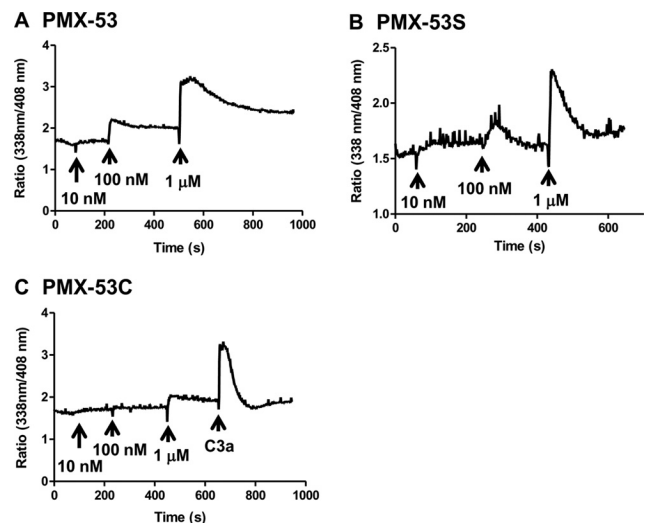 A PMX-53
4
3
2
1
0
Ratio (338nm/408 nm)
10 nM
100 nM
1 μM
0 200 400 600 800 1000
Time (s)
B PMX-53S
2.5
2.0
1.5
1.0
Ratio (338nm/408 nm)
10 nM
100 nM
1 μM
0 200 400 600
Time (s)
C PMX-53C
4
3
2
1
0
Ratio (338nm/408 nm)
10 nM
100 nM
1 μM
C3a
0 200 400 600 800 1000
Time (s)